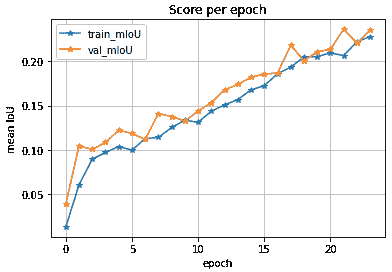 Score per epoch
train_mIoU
val_mIoU
mean IoU
0.20
0.15
0.10
0.05
0 5 10 15 20
epoch